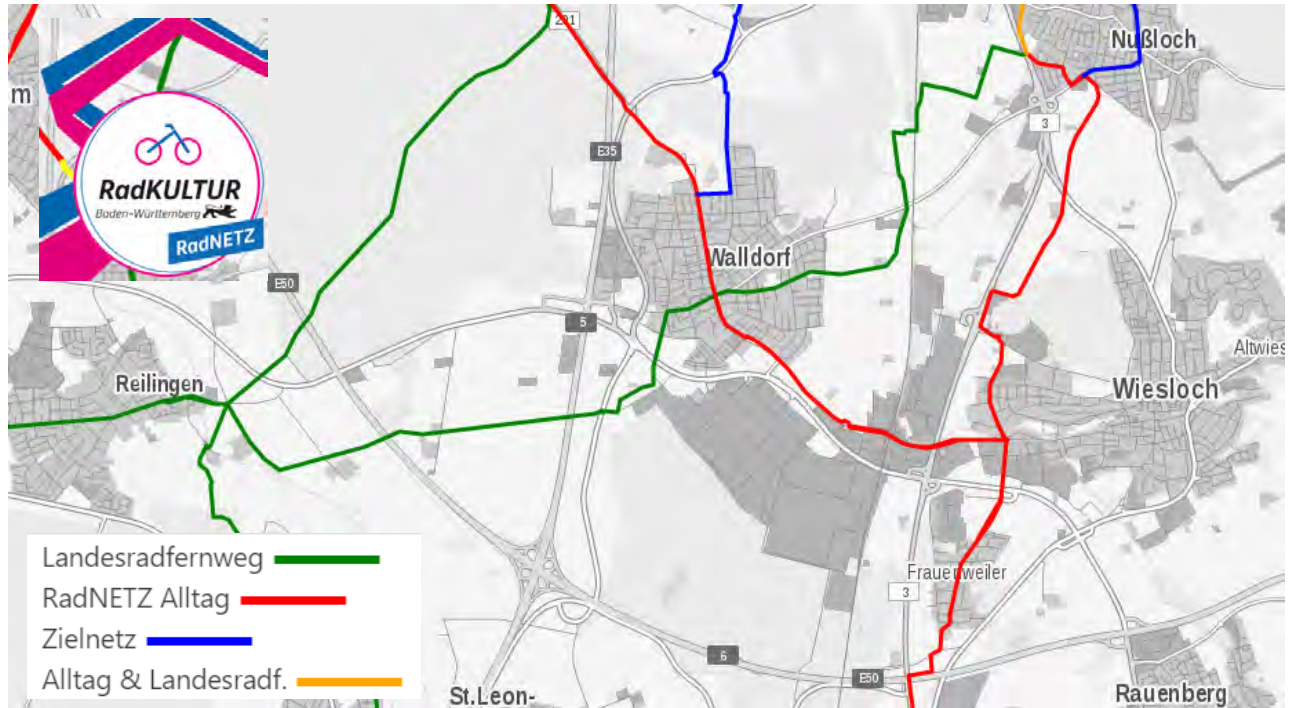 291
Nußloch
m
3
E35
RadKULTUR
Baden-Württemberg
RadNETZ
Walldorf
E50
5
Altwies
Reilingen
Wiesloch
Landesradfernweg
RadNETZ Alltag
Zielnetz
Alltag & Landesradf.
Frauenweiler
3
6
E50
St.Leon-
Rauenberg